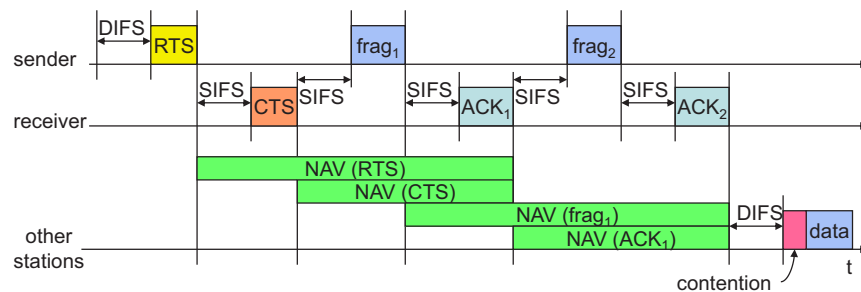 DIFS
RTS
frag1
frag2
sender
SIFS
SIFS
SIFS
SIFS
SIFS
CTS
ACK1
ACK2
receiver
NAV (RTS)
NAV (CTS)
NAV (frag1)
DIFS
NAV (ACK1)
data
other
stations
t
contention